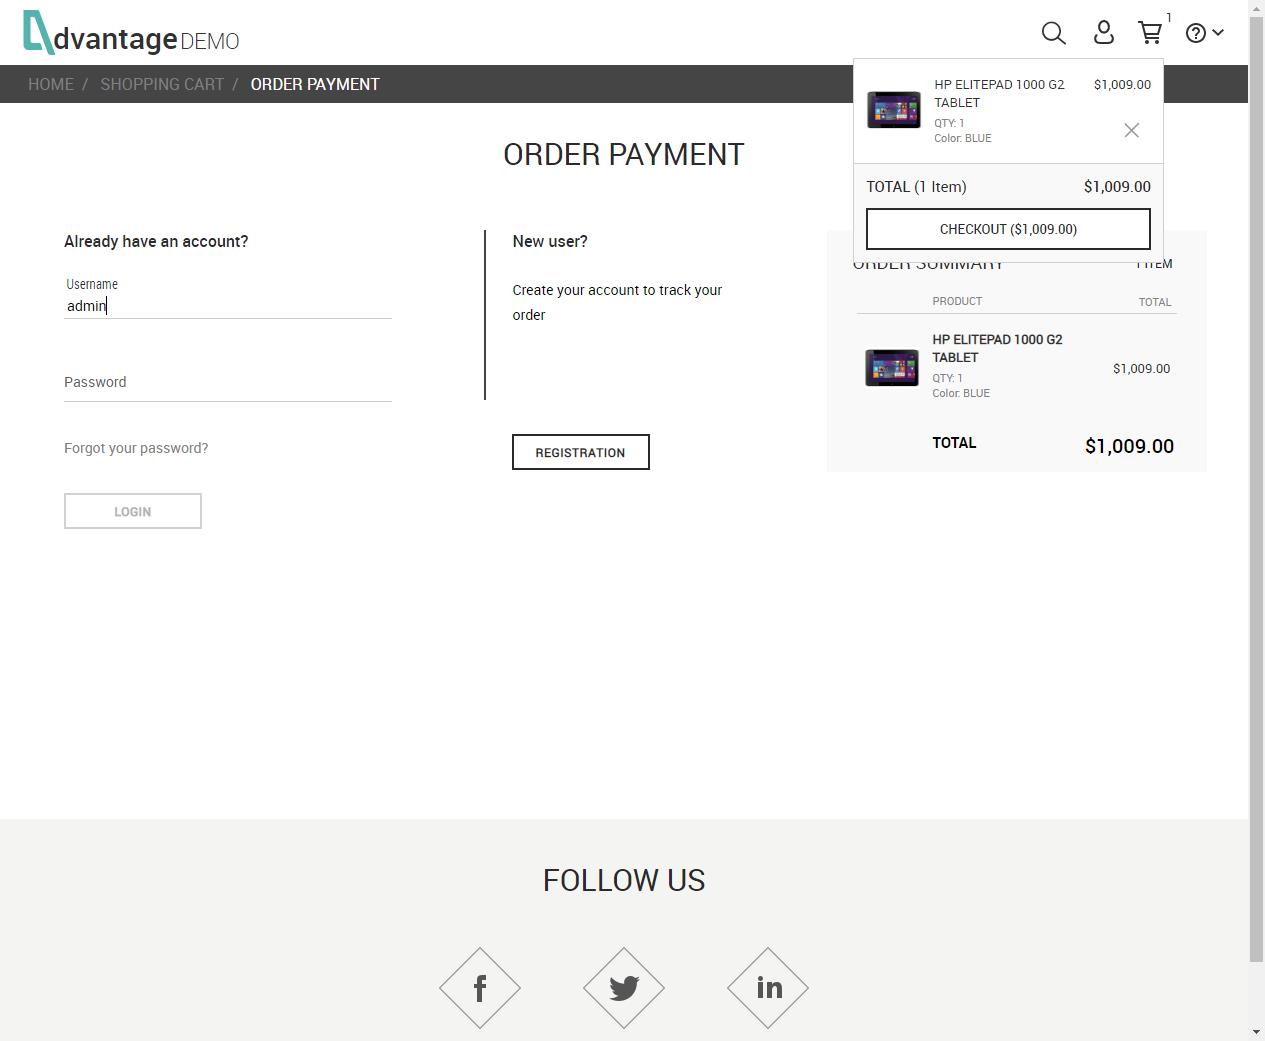 dvantage DEMO
1
HOME / SHOPPING CART / ORDER PAYMENT
HP ELITEPAD 1000 G2 TABLET $1,009.00
QTY: 1
Color: BLUE
TOTAL (1 Item) $1,009.00
CHECKOUT ($1,009.00)
ORDER PAYMENT
Already have an account?
Username
admin
Password
Forgot your password?
LOGIN
New user?
Create your account to track your
order
REGISTRATION
ORDER SUMMARY 1 ITEM
PRODUCT TOTAL
HP ELITEPAD 1000 G2
TABLET
$1,009.00
QTY: 1
Color: BLUE
TOTAL $1,009.00
FOLLOW US
f
in